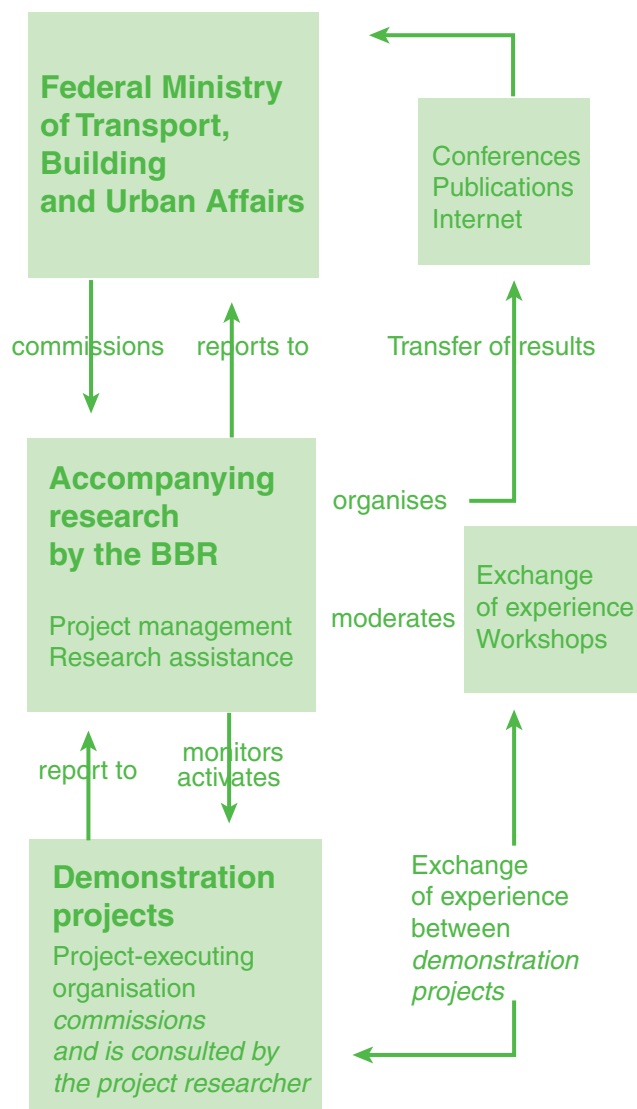 Federal Ministry
of Transport,
Building
and Urban Affairs
Conferences
Publications
Internet
commissions
reports to
Transfer of results
Accompanying
research
by the BBR
Project management
Research assistance
organises
moderates
Exchange
of experience
Workshops
report to
monitors
activates
Demonstration
projects
Project-executing
organisation
commissions
and is consulted by
the project researcher
Exchange
of experience
between
demonstration
projects